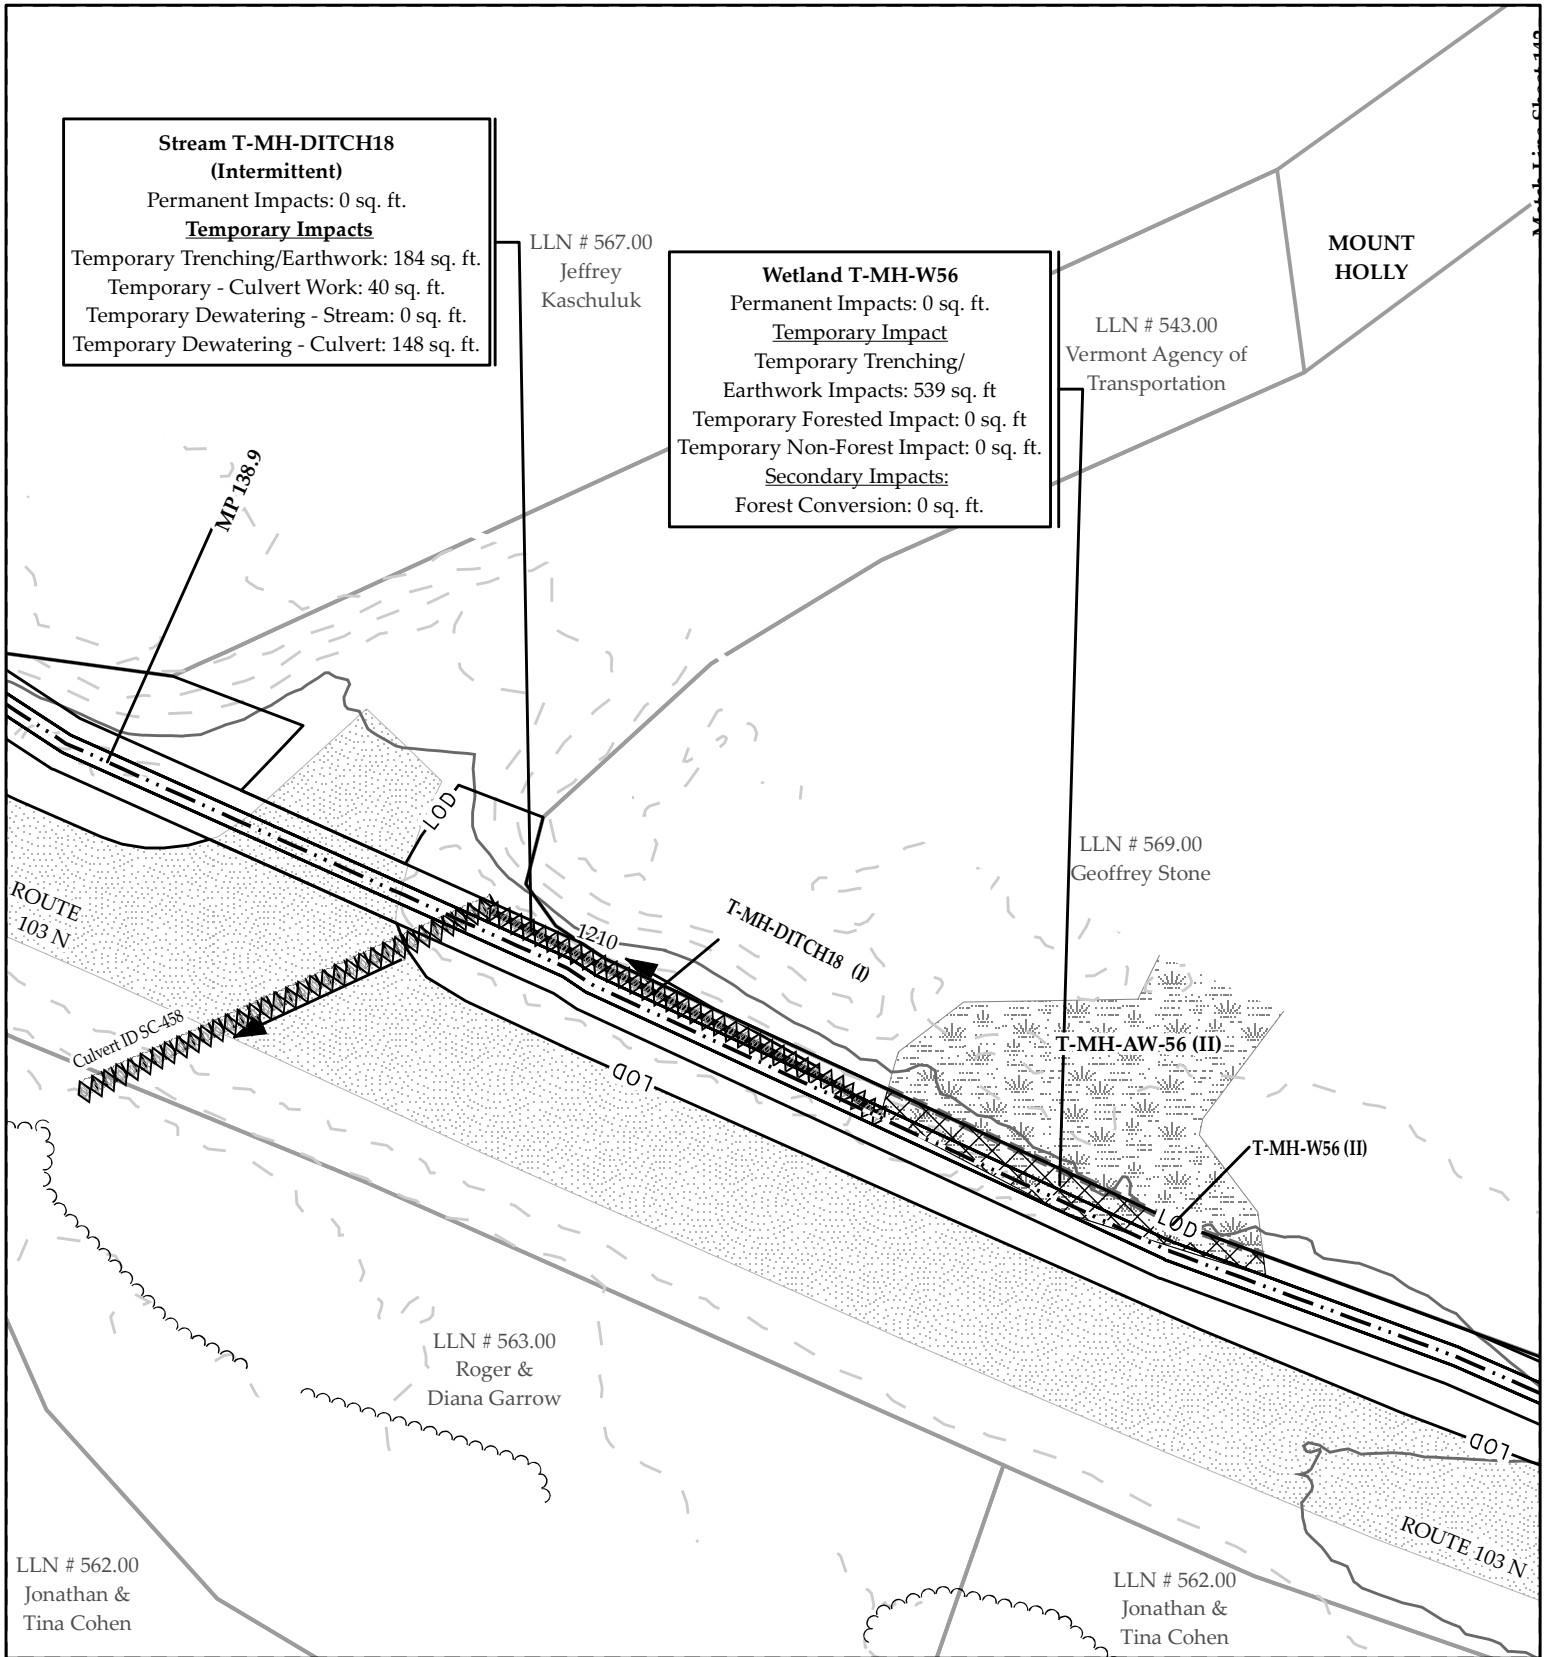 Stream T-MH-DITCH18
(Intermittent)
Permanent Impacts: 0 sq. ft.
Temporary Impacts
Temporary Trenching/Earthwork: 184 sq. ft.
Temporary - Culvert Work: 40 sq. ft.
Temporary Dewatering - Stream: 0 sq. ft.
Temporary Dewatering - Culvert: 148 sq. ft.
LLN # 567.00
Jeffrey
Kaschuluk
Wetland T-MH-W56
Permanent Impacts: 0 sq. ft.
Temporary Impact
Temporary Trenching/
Earthwork Impacts: 539 sq. ft
Temporary Forested Impact: 0 sq. ft
Temporary Non-Forest Impact: 0 sq. ft.
Secondary Impacts:
Forest Conversion: 0 sq. ft.
MOUNT
HOLLY
LLN # 543.00
Vermont Agency of
Transportation
MP 138.9
LOD
LLN # 569.00
Geoffrey Stone
ROUTE
103 N
1210
T-MH-DITCH18 (I)
Culvert ID SC-458
T-MH-AW-56 (II)
LOD
T-MH-W56 (II)
LOD
LLN # 563.00
Roger &
Diana Garrow
LOD
ROUTE 103 N
LLN # 562.00
Jonathan &
Tina Cohen
LLN # 562.00
Jonathan &
Tina Cohen